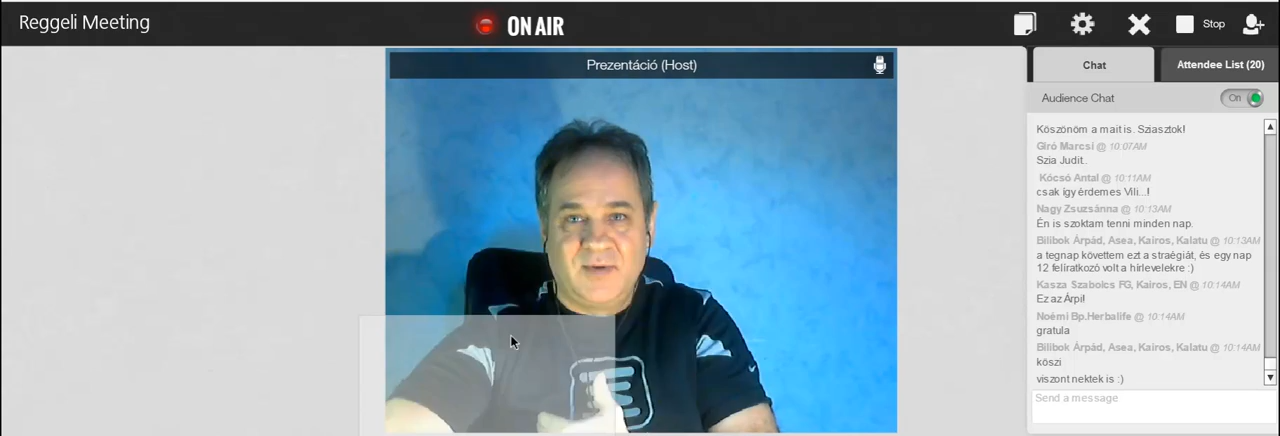 Reggeli Meeting
ON AIR
Stop
Prezentáció (Host)
Chat
Attendee List (20)
Audience Chat
On
Köszönöm a mait is. Sziasztok!
Giró Marcsi @ 10:07AM
Szia Judit..
Kócsó Antal @ 10:11AM
csak így érdemes Vili...!
Nagy Zsuzsánna @ 10:13AM
Én is szoktam tenni minden nap.
Bilibok Árpád, Asea, Kairos, Kalatu @ 10:13AM
a tegnap követtem ezt a straégiát, és egy nap
12 feliratkozó volt a hírlevelekre :)
Kasza Szabolcs FG, Kairos, EN @ 10:14AM
Ez az Árpi!
Noémi Bp.Herbalife @ 10:14AM
gratula
Bilibok Árpád, Asea, Kairos, Kalatu @ 10:14AM
köszi
viszont nektek is :)
Send a message